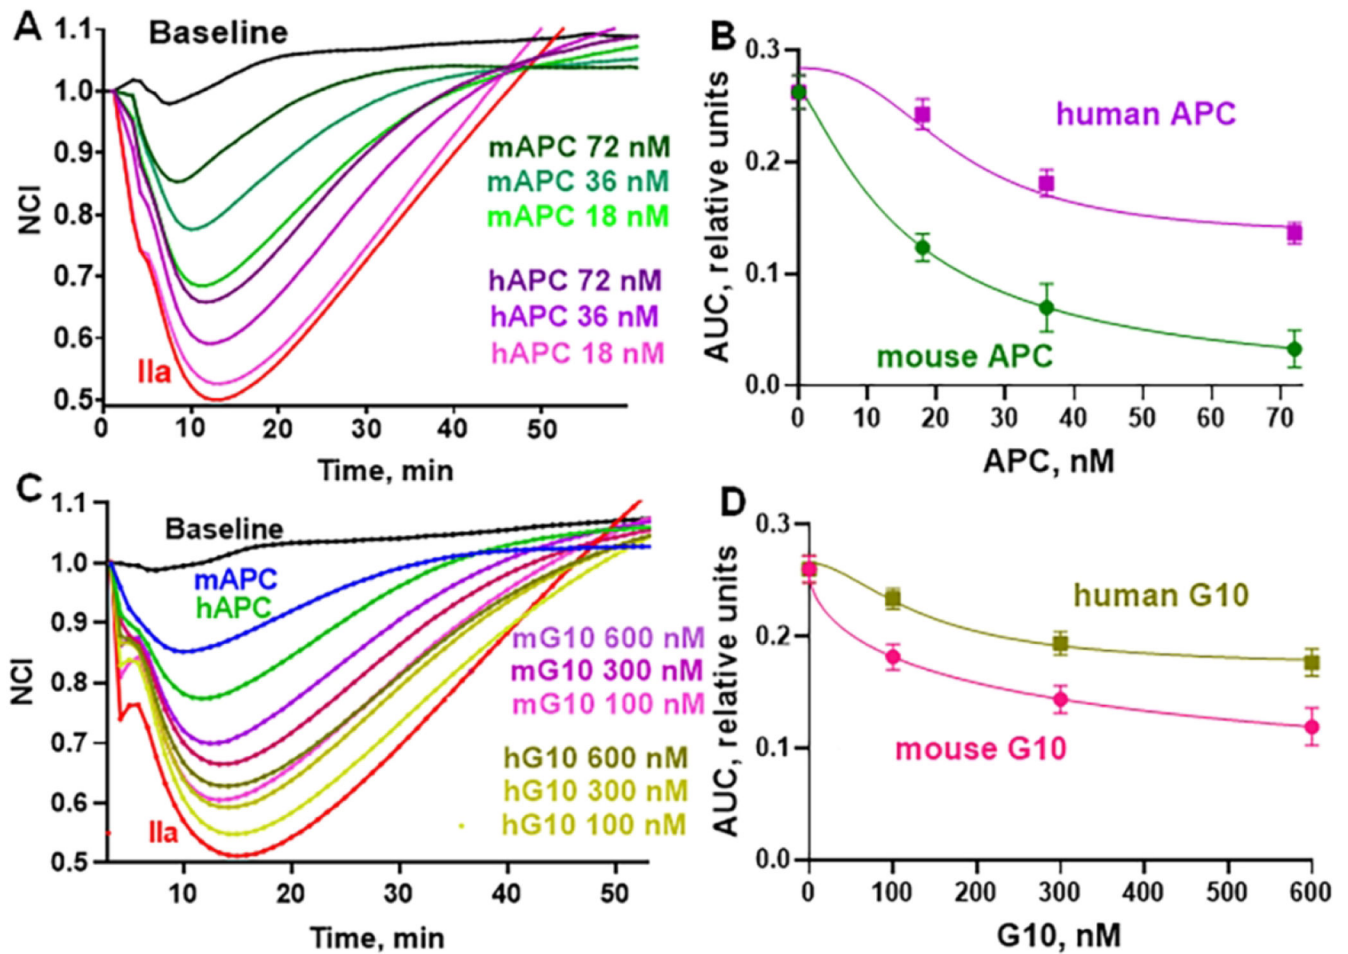 A
1.1
Baseline
1.0
0.9
0.8
0.7
0.6
0.5
NCI
mAPC 72 nM
mAPC 36 nM
mAPC 18 nM
hAPC 72 nM
hAPC 36 nM
hAPC 18 nM
IIa
0 10 20 30 40 50
Time, min
B
0.3
0.2
0.1
0.0
AUC, relative units
human APC
mouse APC
0 10 20 30 40 50 60 70
APC, nM
C
1.1
1.0
0.9
0.8
0.7
0.6
0.5
NCI
Baseline
mAPC
hAPC
mG10 600 nM
mG10 300 nM
mG10 100 nM
hG10 600 nM
hG10 300 nM
hG10 100 nM
IIa
10 20 30 40 50
Time, min
D
0.3
0.2
0.1
0.0
AUC, relative units
human G10
mouse G10
0 100 200 300 400 500 600
G10, nM